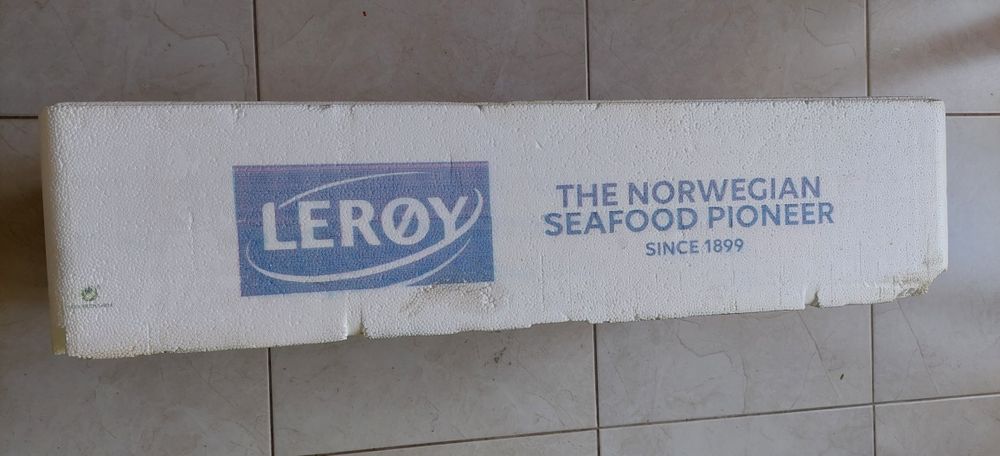 LERØY
THE NORWEGIAN
SEAFOOD PIONEER
SINCE 1899